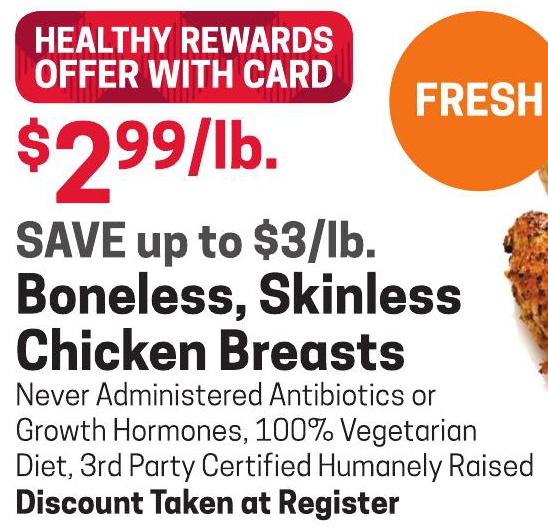 HEALTHY REWARDS
OFFER WITH CARD
FRESH
$2.99/lb.
SAVE up to $3/lb.
Boneless, Skinless
Chicken Breasts
Never Administered Antibiotics or
Growth Hormones, 100% Vegetarian
Diet, 3rd Party Certified Humanely Raised
Discount Taken at Register